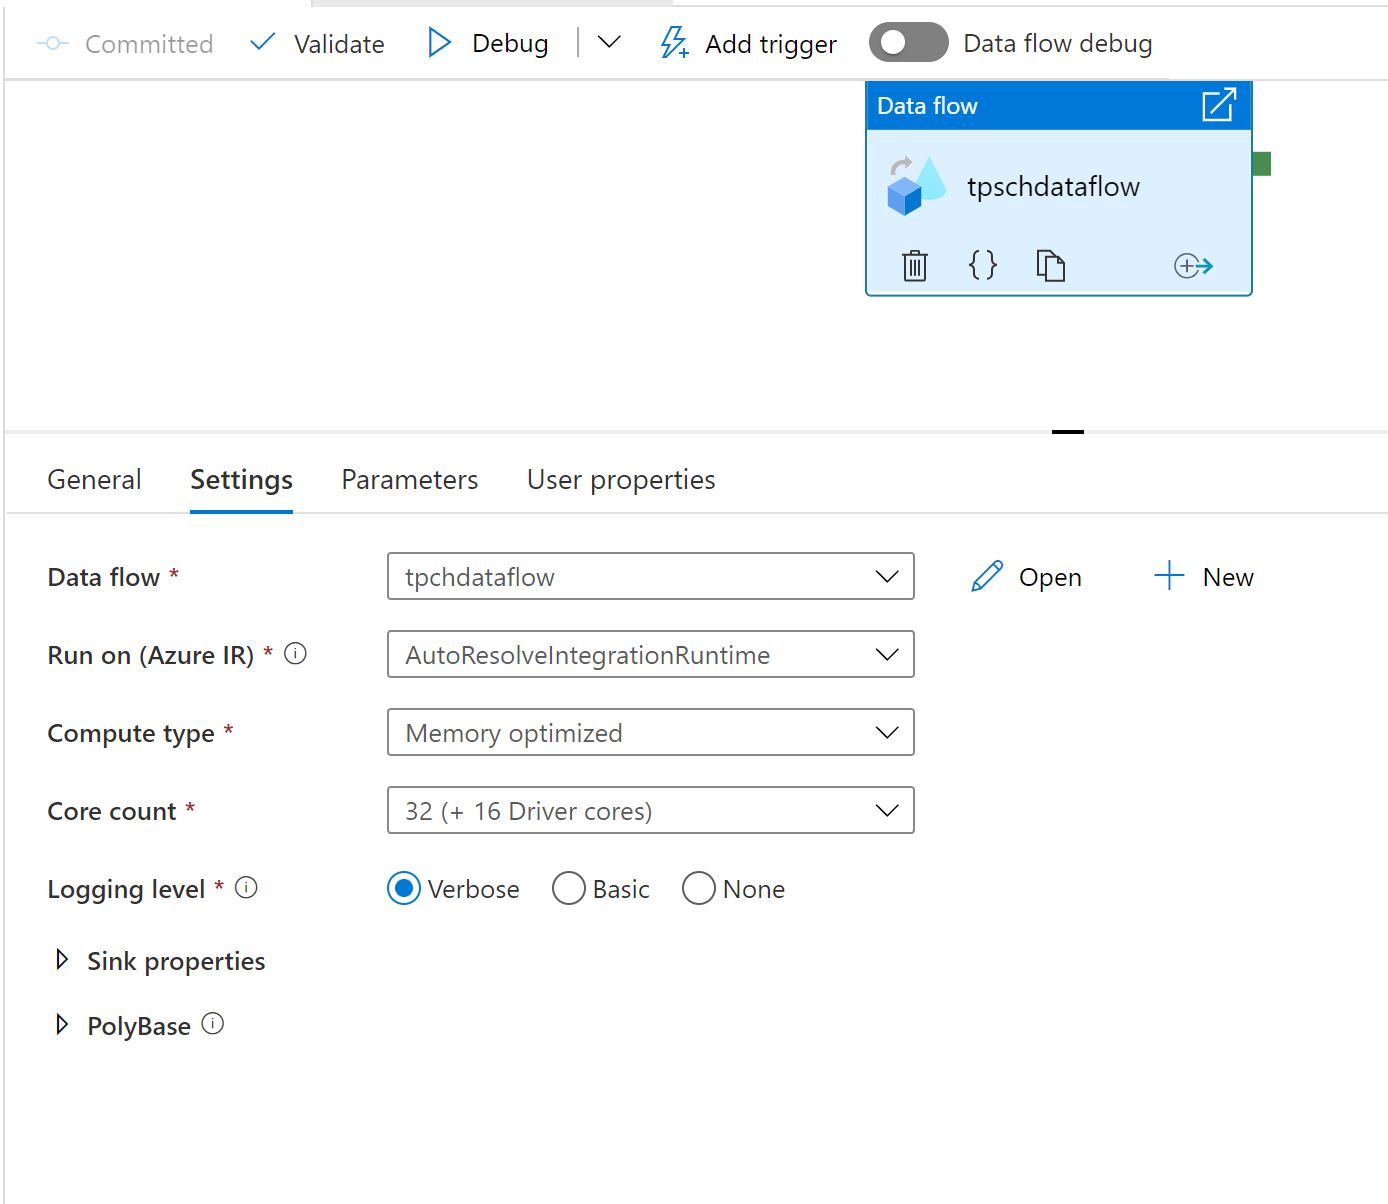 Committed Validate Debug Add trigger Data flow debug
Data flow
tpschdataflow
{}
General Settings Parameters User properties
Data flow * tpchdataflow Open New
Run on (Azure IR) * AutoResolveIntegrationRuntime
Compute type * Memory optimized
Core count * 32 (+ 16 Driver cores)
Logging level * Verbose Basic None
Sink properties
PolyBase